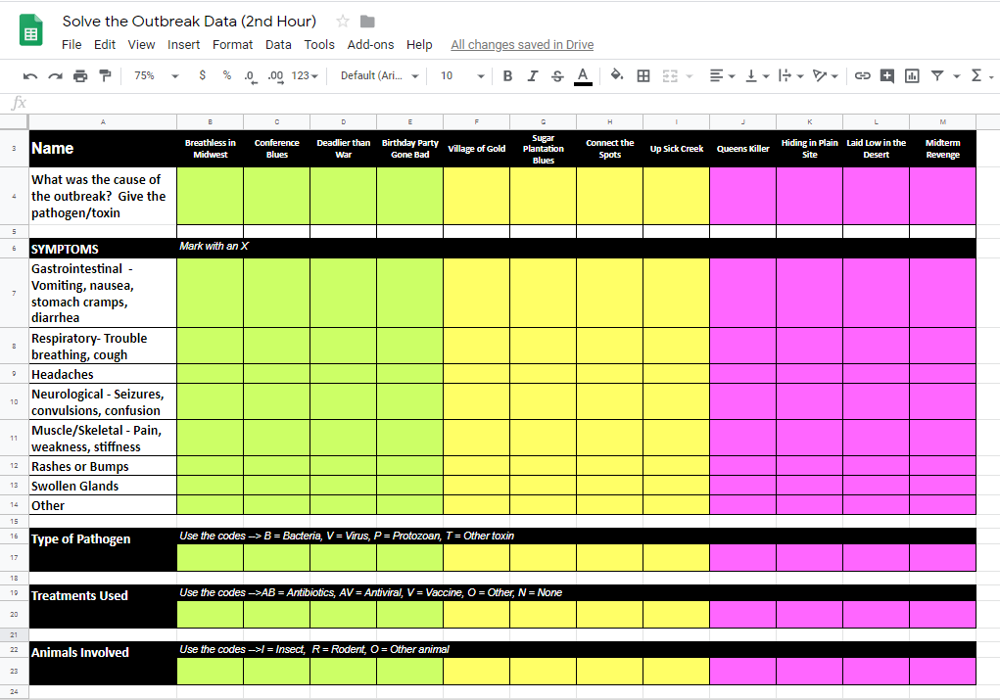 Solve the Outbreak Data (2nd Hour)
File Edit View Insert Format Data Tools Add-ons Help All changes saved in Drive
75% $ % .0 .00 123 Default (Ari... 10 B I S A Σ
fx
A B C D E F G H I J K L M
3 Name Breathless in Midwest Conference Blues Deadlier than War Birthday Party Gone Bad Village of Gold Sugar Plantation Blues Connect the Spots Up Sick Creek Queens Killer Hiding in Plain Site Laid Low in the Desert Midterm Revenge
4 What was the cause of
the outbreak? Give the
pathogen/toxin
5
6 SYMPTOMS Mark with an X
7 Gastrointestinal -
Vomiting, nausea,
stomach cramps,
diarrhea
8 Respiratory- Trouble
breathing, cough
9 Headaches
10 Neurological - Seizures,
convulsions, confusion
11 Muscle/Skeletal - Pain,
weakness, stiffness
12 Rashes or Bumps
13 Swollen Glands
14 Other
15
16 Type of Pathogen Use the codes --> B = Bacteria, V = Virus, P = Protozoan, T = Other toxin
17
18
19 Treatments Used Use the codes -->AB = Antibiotics, AV = Antiviral, V = Vaccine, O = Other, N = None
20
21
22 Animals Involved Use the codes -->I = Insect, R = Rodent, O = Other animal
23
24